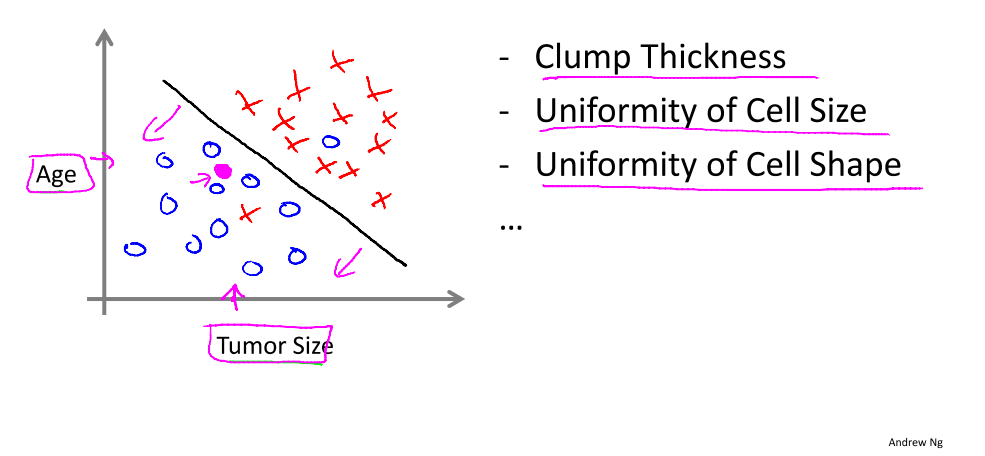 - Clump Thickness
- Uniformity of Cell Size
- Uniformity of Cell Shape
...
Age
Tumor Size
Andrew Ng